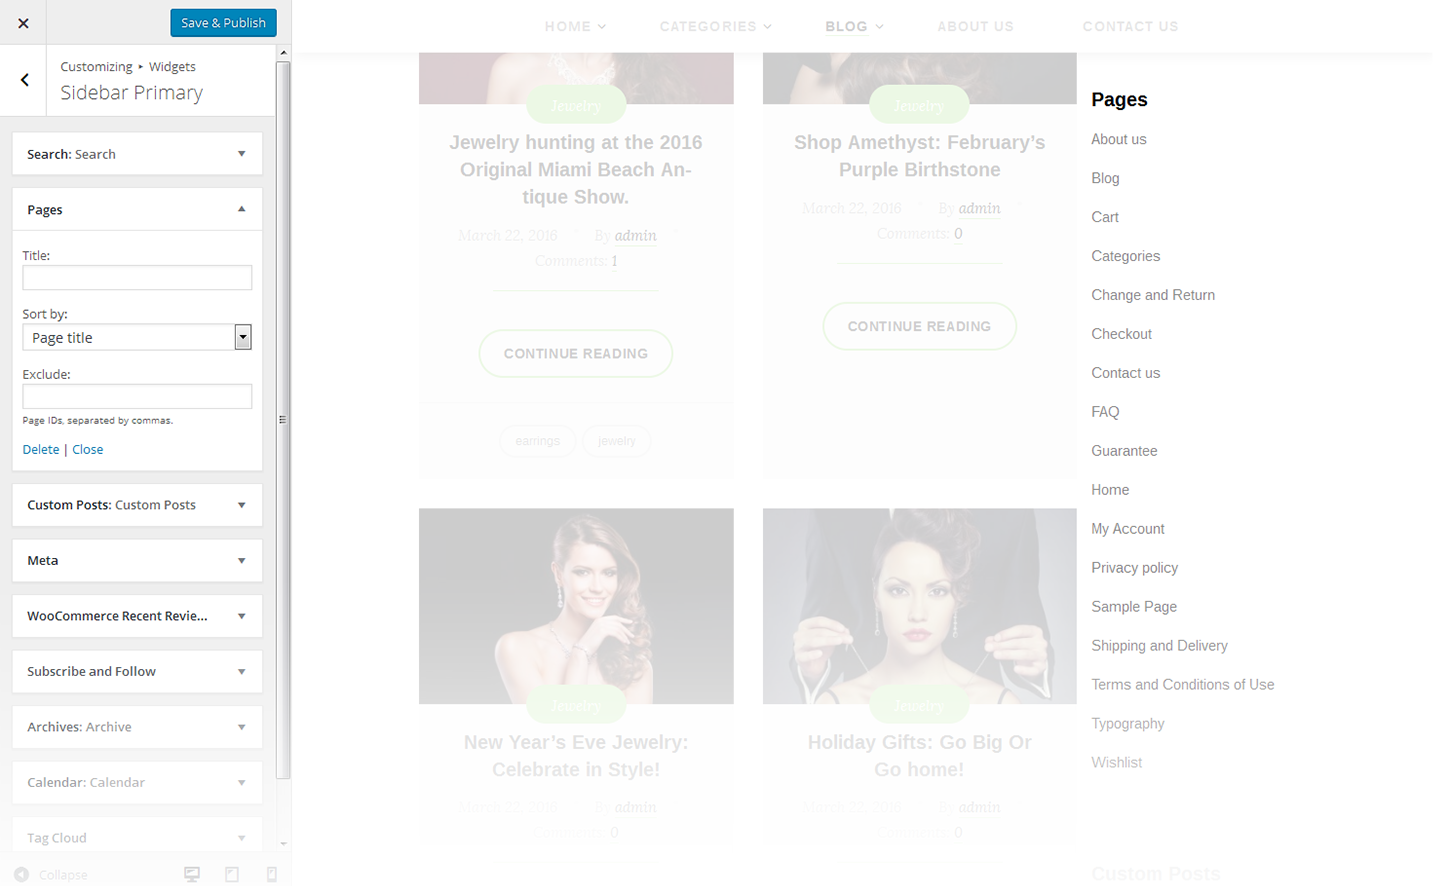 Save & Publish
Customizing ▸ Widgets
Sidebar Primary
Search: Search
Pages
Title:
Sort by:
Page title
Exclude:
Page IDs, separated by commas.
Delete | Close
Custom Posts: Custom Posts
Meta
WooCommerce Recent Revie...
Subscribe and Follow
Archives: Archive
Calendar: Calendar
Tag Cloud
Collapse
HOME CATEGORIES BLOG ABOUT US CONTACT US
Jewelry
Jewelry hunting at the 2016
Original Miami Beach An-
tique Show.
March 22, 2016 By admin
Comments: 1
CONTINUE READING
earrings jewelry
Jewelry
Shop Amethyst: February’s
Purple Birthstone
March 22, 2016 By admin
Comments: 0
CONTINUE READING
Jewelry
New Year’s Eve Jewelry:
Celebrate in Style!
March 22, 2016 By admin
Comments: 0
Jewelry
Holiday Gifts: Go Big Or
Go home!
March 22, 2016 By admin
Comments: 0
Pages
About us
Blog
Cart
Categories
Change and Return
Checkout
Contact us
FAQ
Guarantee
Home
My Account
Privacy policy
Sample Page
Shipping and Delivery
Terms and Conditions of Use
Typography
Wishlist
Custom Posts